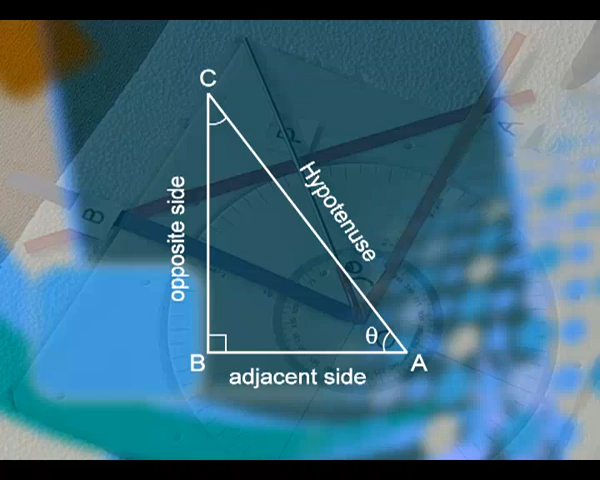 C
opposite side
Hypotenuse
θ
B
A
adjacent side
B
A